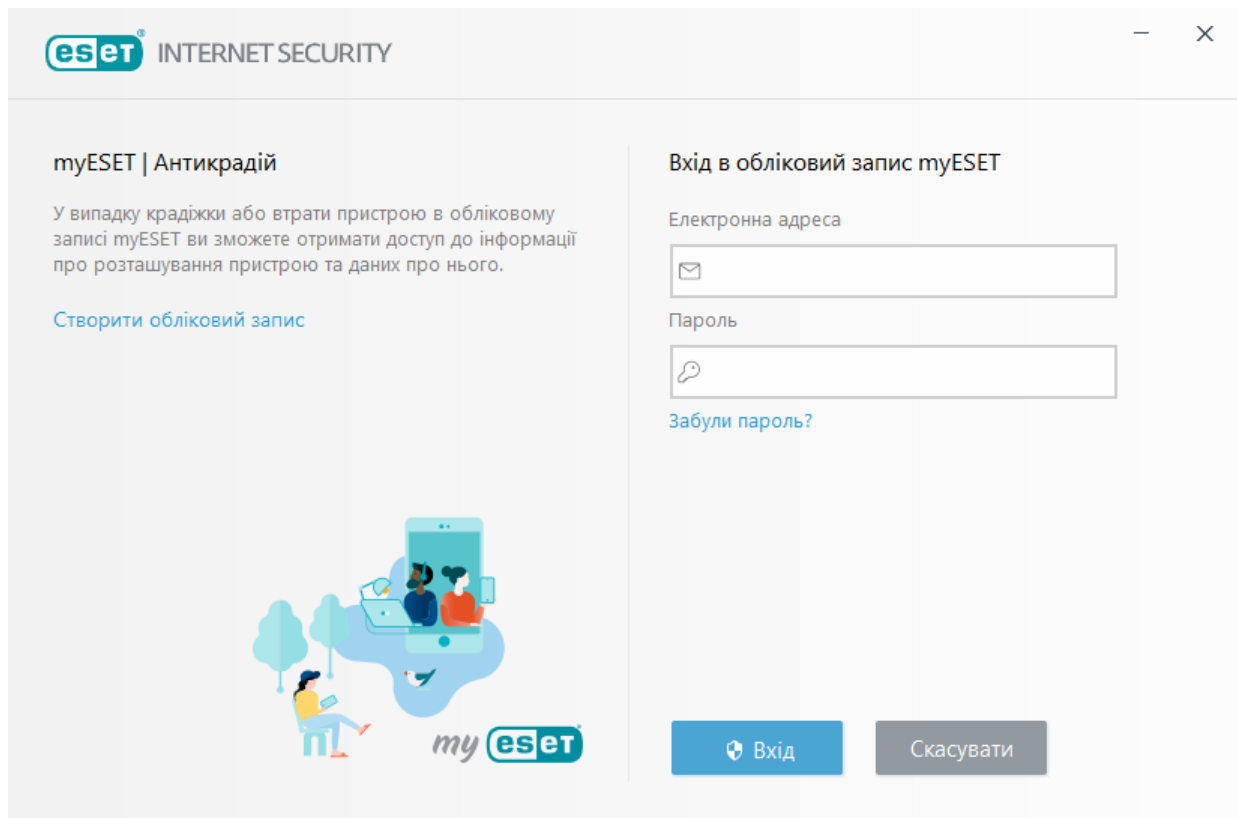 eset INTERNET SECURITY
myESET | Антикрадій
У випадку крадіжки або втрати пристрою в обліковому
записі myESET ви зможете отримати доступ до інформації
про розташування пристрою та даних про нього.
Створити обліковий запис
my eset
Вхід в обліковий запис myESET
Електронна адреса
Пароль
Забули пароль?
Вхід
Скасувати